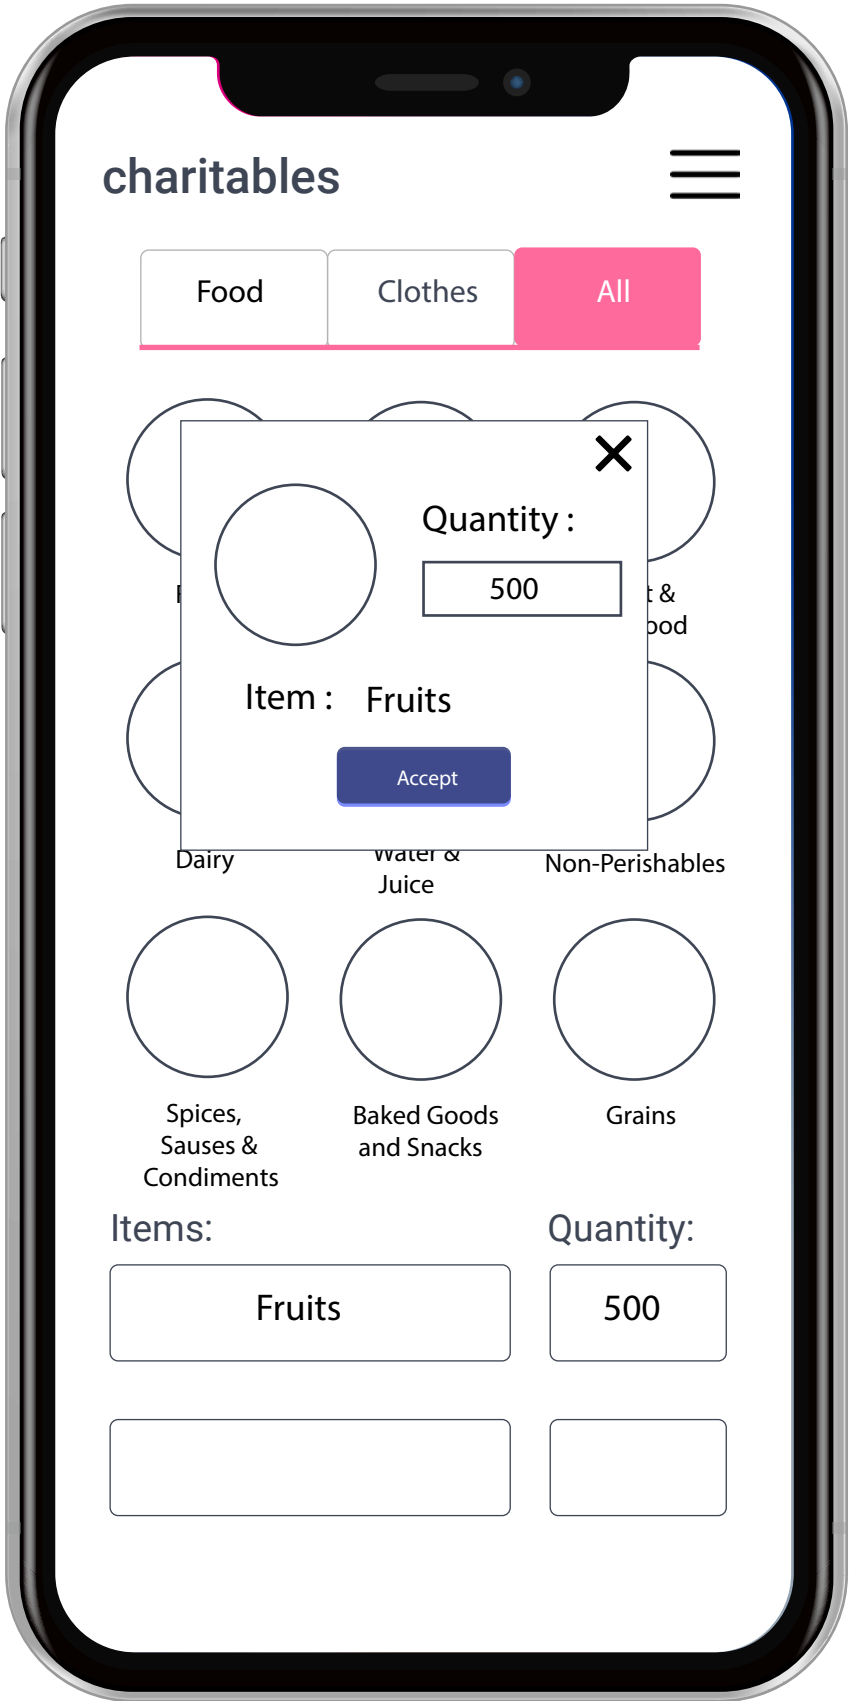 charitables
Food Clothes All
Quantity :
500
Item : Fruits
Accept
&
Dairy
Water &
Juice
Non-Perishables
Spices,
Sauses &
Condiments
Baked Goods
and Snacks
Grains
Items: Quantity:
Fruits 500